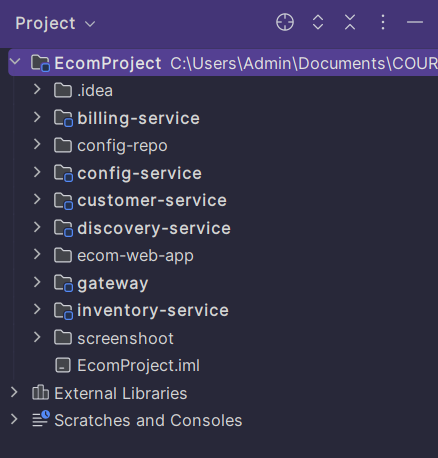 Project
EcomProject C:\Users\Admin\Documents\COUR
.idea
billing-service
config-repo
config-service
customer-service
discovery-service
ecom-web-app
gateway
inventory-service
screenshoot
EcomProject.iml
External Libraries
Scratches and Consoles